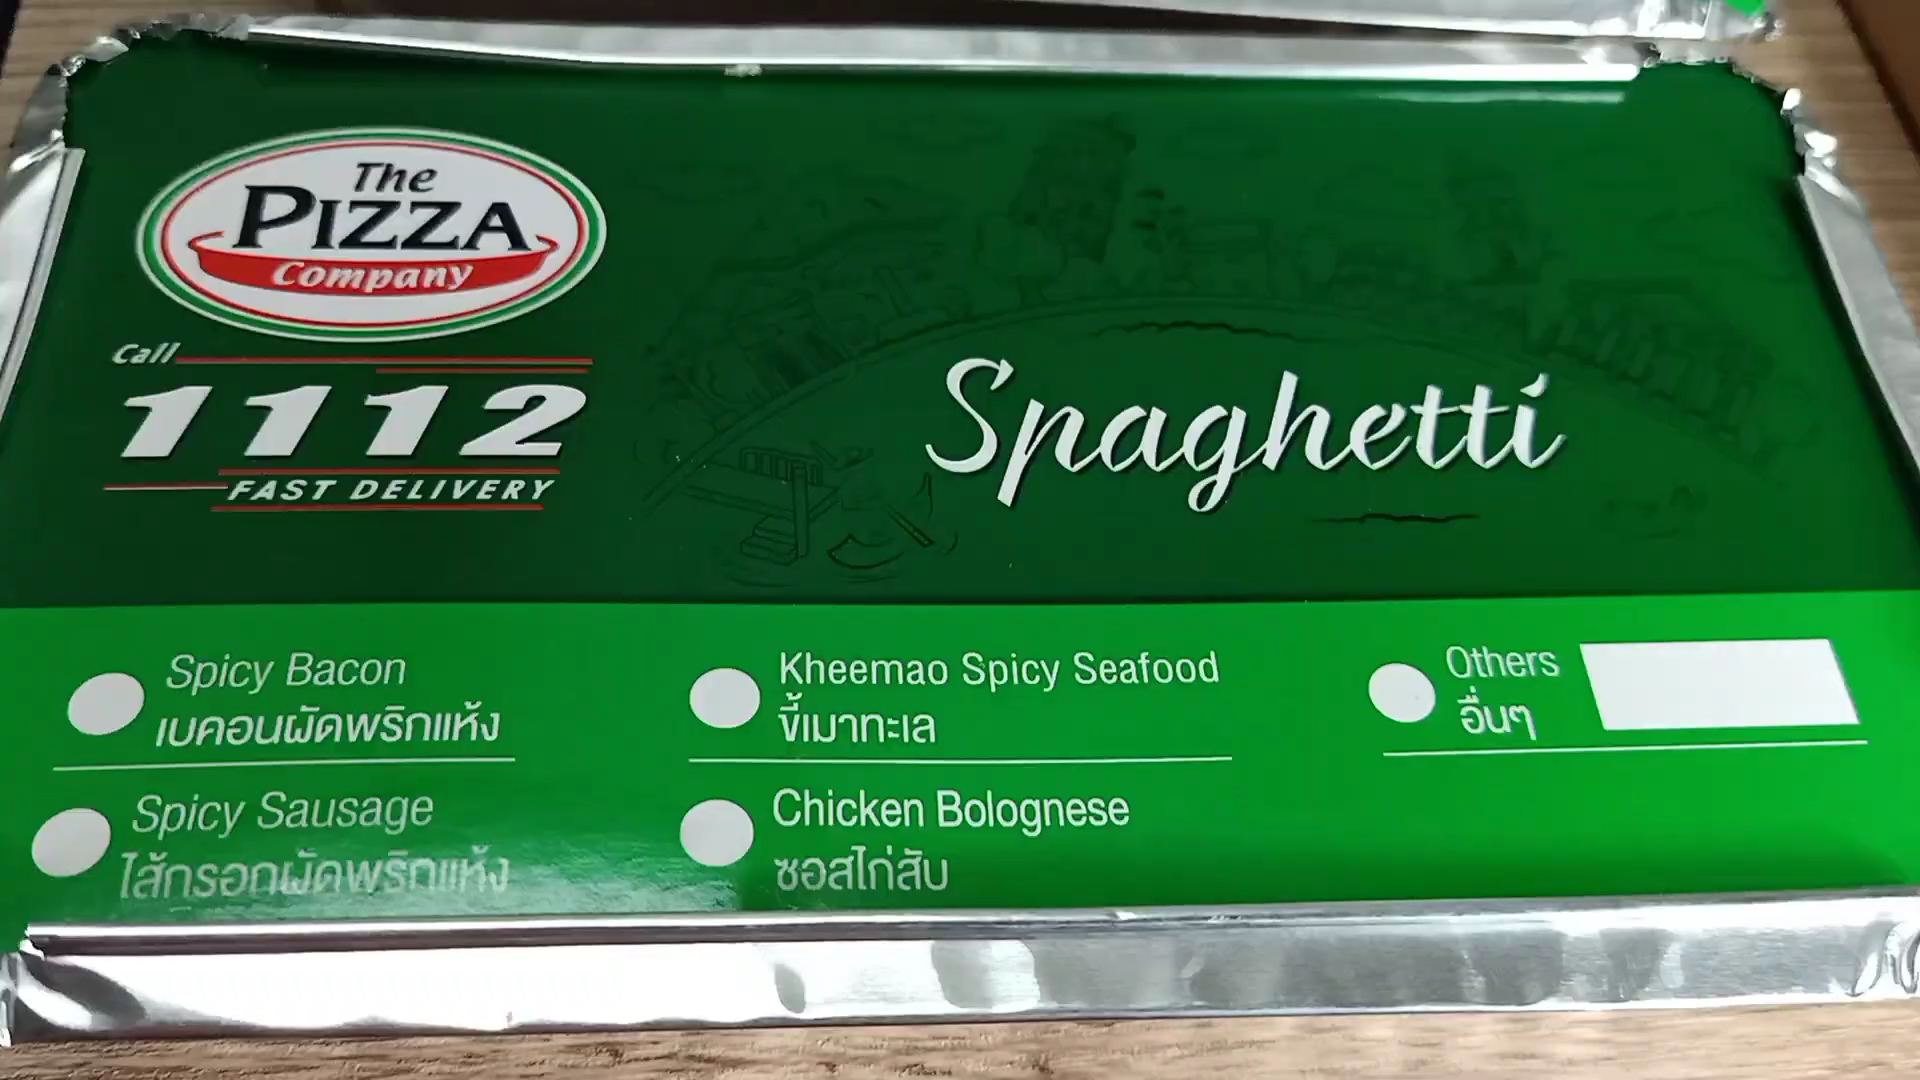 The
PIZZA
Company
Call
1112
FAST DELIVERY
Spaghetti
Spicy Bacon
เบคอนผัดพริกแห้ง
Spicy Sausage
ไส้กรอกผัดพริกแห้ง
Kheemao Spicy Seafood
ขี้เมาทะเล
Chicken Bolognese
ซอสไก่สับ
Others
อื่นๆ